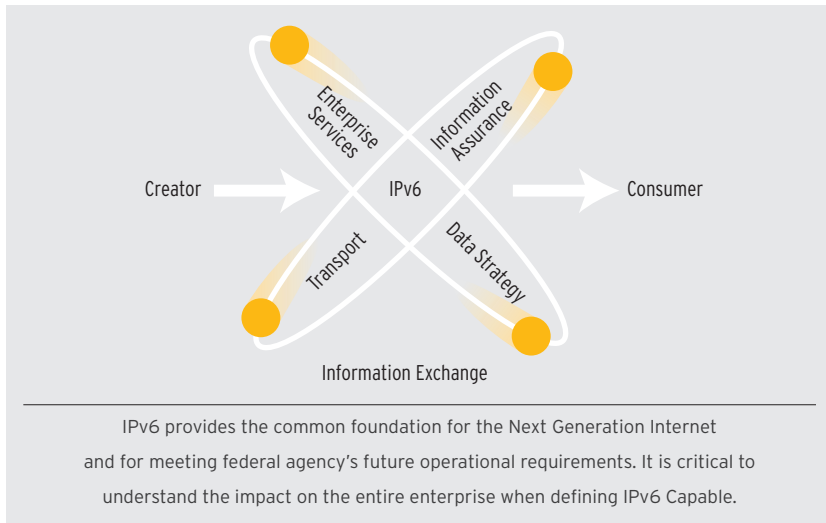 Enterprise
Services
Information
Assurance
Creator
IPv6
Consumer
Transport
Data Strategy
Information Exchange
IPv6 provides the common foundation for the Next Generation Internet
and for meeting federal agency's future operational requirements. It is critical to
understand the impact on the entire enterprise when defining IPv6 Capable.